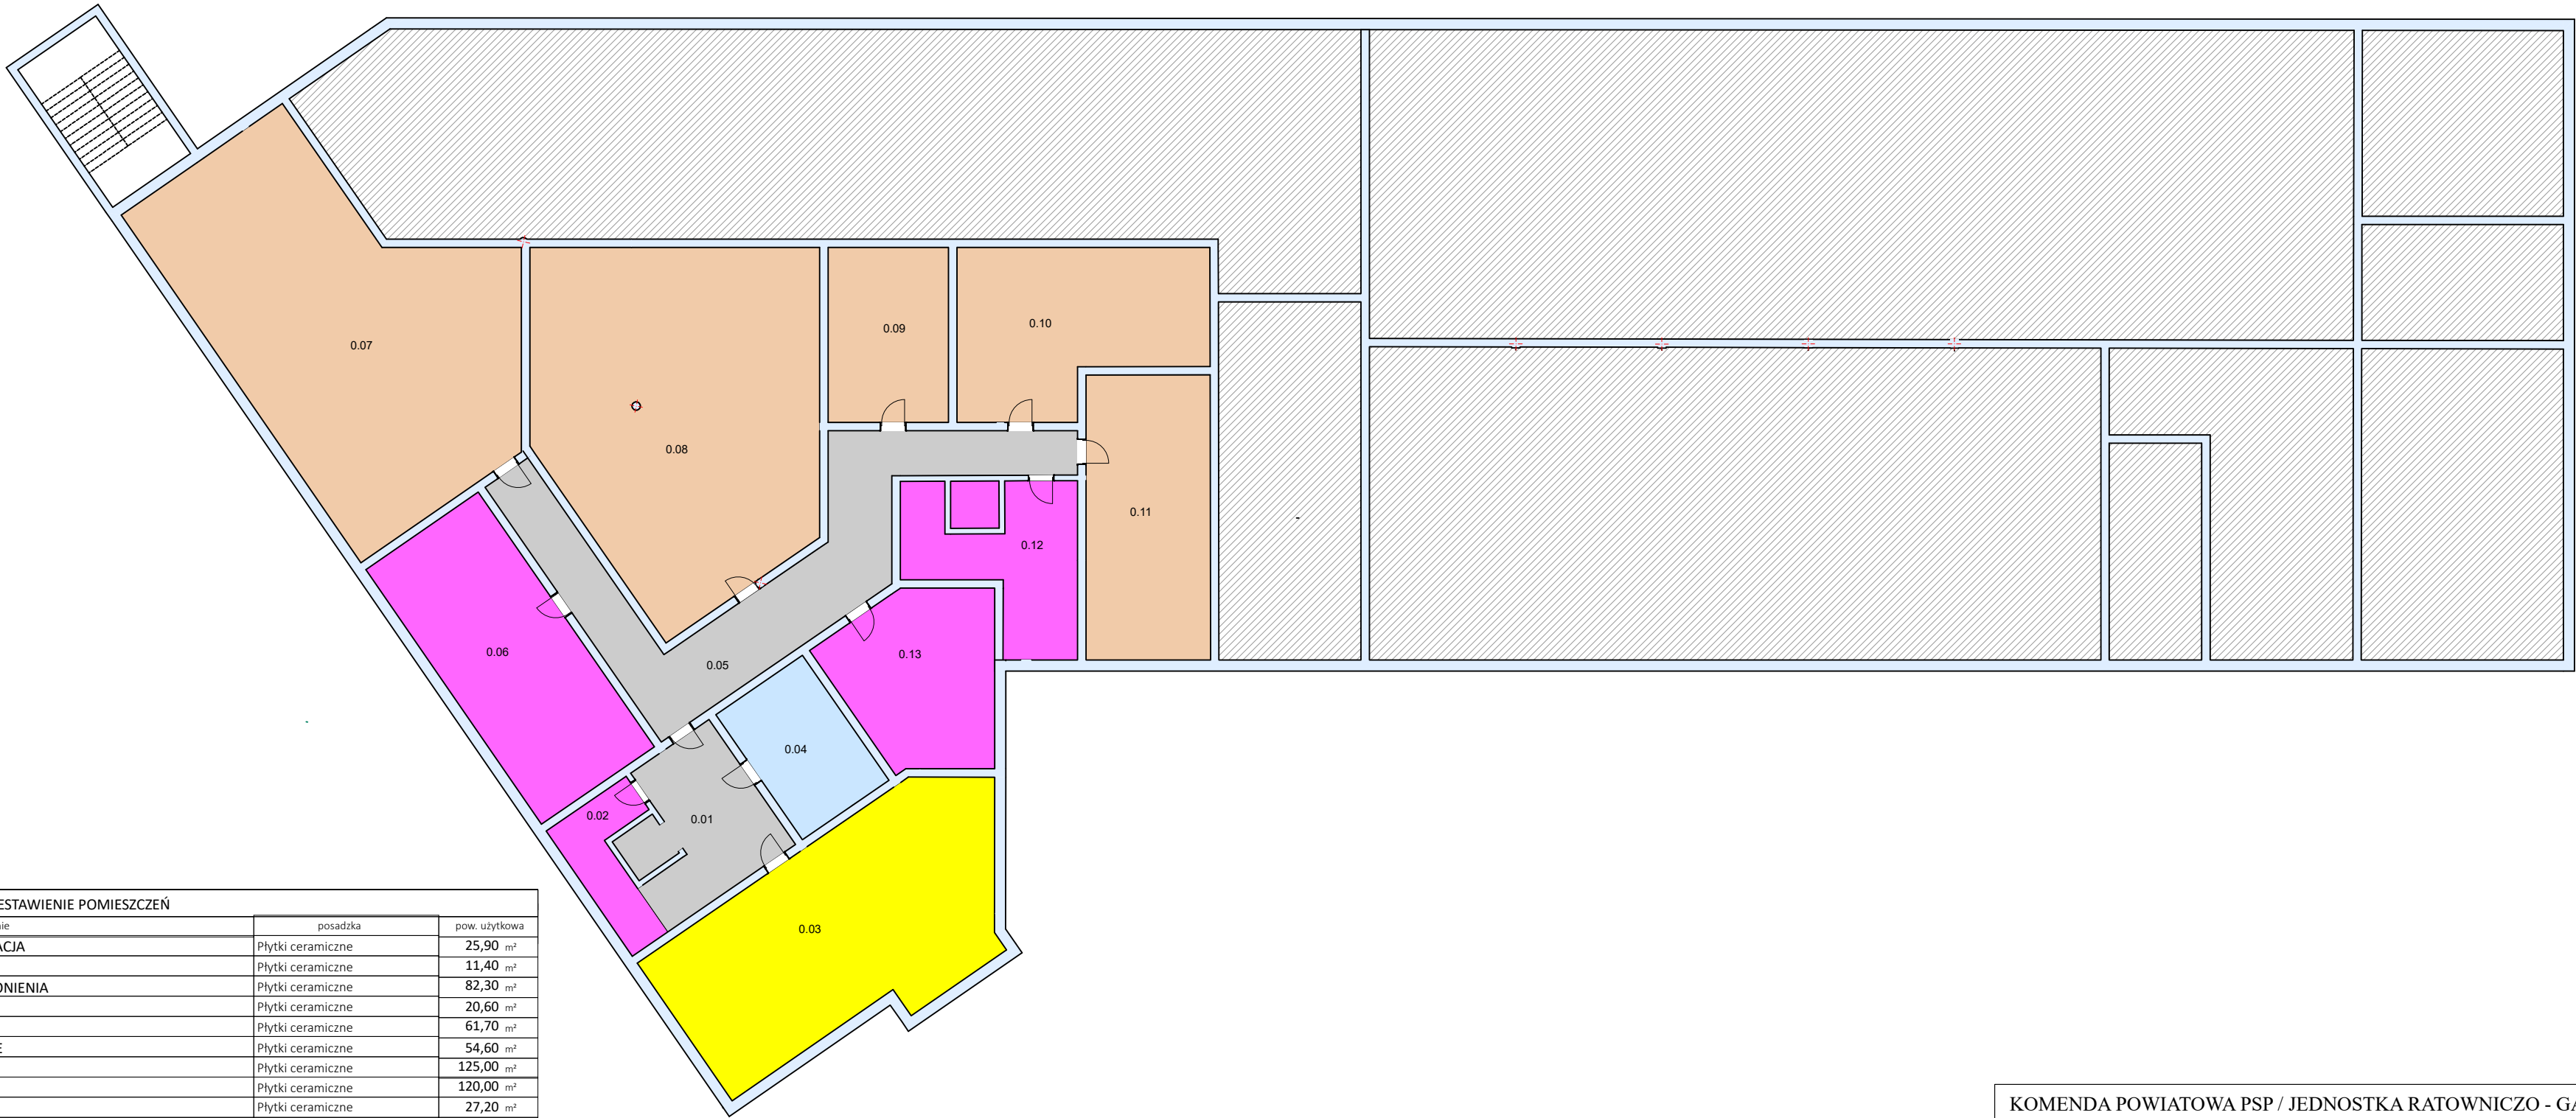 0.07
0.08
0.09
0.10
0.11
0.12
0.13
0.06
0.05
0.04
0.02
0.01
0.03
ESTAWIENIE POMIESZCZEŃ
nie posadzka pow. użytkowa
ACJA Płytki ceramiczne 25,90 m²
Płytki ceramiczne 11,40 m²
ONIENIA Płytki ceramiczne 82,30 m²
Płytki ceramiczne 20,60 m²
Płytki ceramiczne 61,70 m²
E Płytki ceramiczne 54,60 m²
Płytki ceramiczne 125,00 m²
Płytki ceramiczne 120,00 m²
Płytki ceramiczne 27,20 m²
KOMENDA POWIATOWA PSP / JEDNOSTKA RATOWNICZO - GA